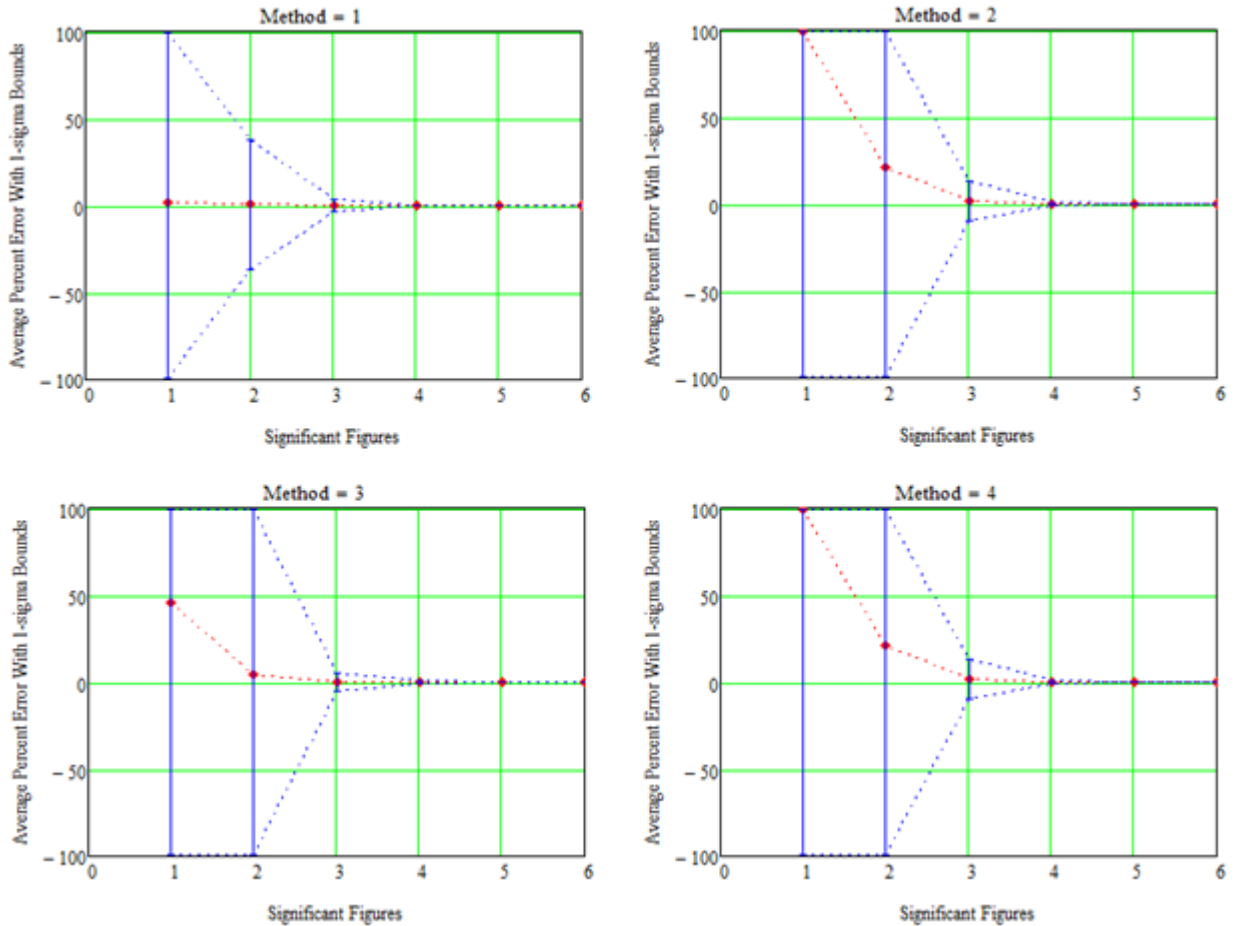 Method = 1
Average Percent Error With 1-sigma Bounds
100
50
0
− 50
− 100
0 1 2 3 4 5 6
Significant Figures
Method = 2
Average Percent Error With 1-sigma Bounds
100
50
0
− 50
− 100
0 1 2 3 4 5 6
Significant Figures
Method = 3
Average Percent Error With 1-sigma Bounds
100
50
0
− 50
− 100
0 1 2 3 4 5 6
Significant Figures
Method = 4
Average Percent Error With 1-sigma Bounds
100
50
0
− 50
− 100
0 1 2 3 4 5 6
Significant Figures